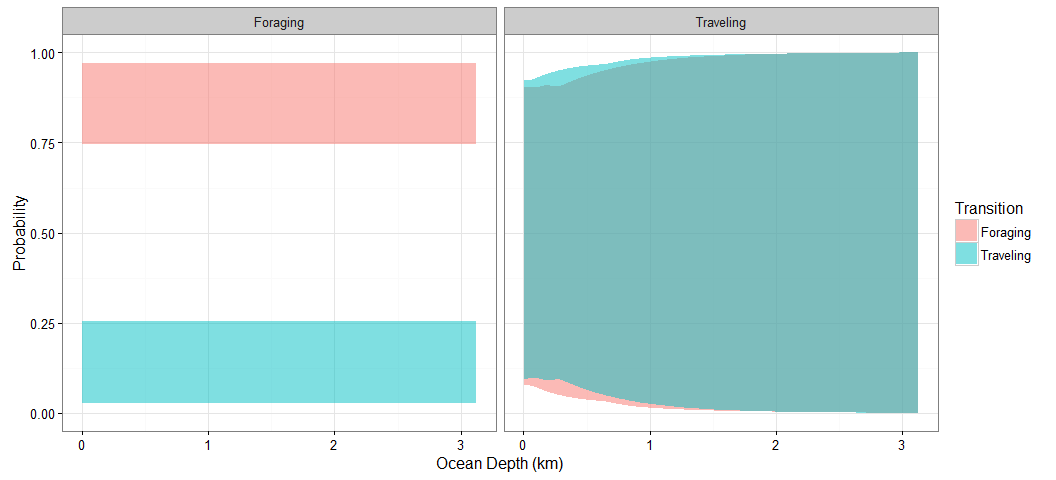 Foraging
Traveling
Probability
1.00
0.75
0.50
0.25
0.00
0 1 2 3
0 1 2 3
Ocean Depth (km)
Transition
Foraging
Traveling